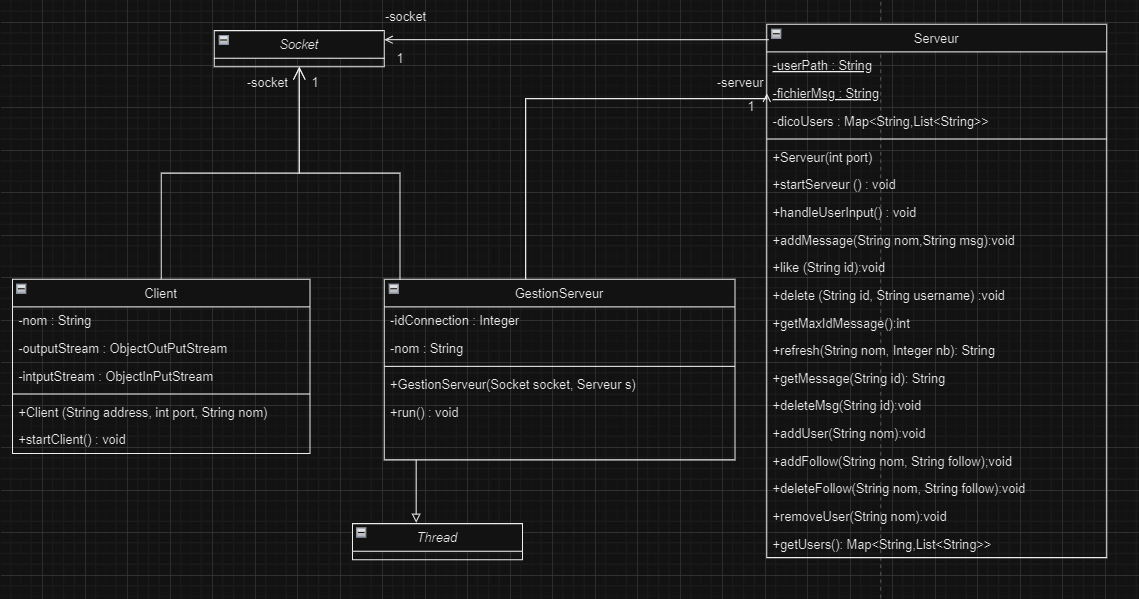 -socket
Socket
1
-socket
1
Serveur
-userPath : String
-fichierMsg : String
-dicoUsers : Map<String,List<String>>
-serveur
1
+Serveur(int port)
+startServeur () : void
+handleUserInput() : void
+addMessage(String nom,String msg):void
+like (String id):void
+delete (String id, String username) :void
+getMaxIdMessage():int
+refresh(String nom, Integer nb): String
+getMessage(String id): String
+deleteMsg(String id):void
+addUser(String nom):void
+addFollow(String nom, String follow);void
+deleteFollow(String nom, String follow):void
+removeUser(String nom):void
+getUsers(): Map<String,List<String>>
Client
-nom : String
-outputStream : ObjectOutPutStream
-intputStream : ObjectInPutStream
+Client (String address, int port, String nom)
+startClient() : void
GestionServeur
-idConnection : Integer
-nom : String
+GestionServeur(Socket socket, Serveur s)
+run() : void
Thread